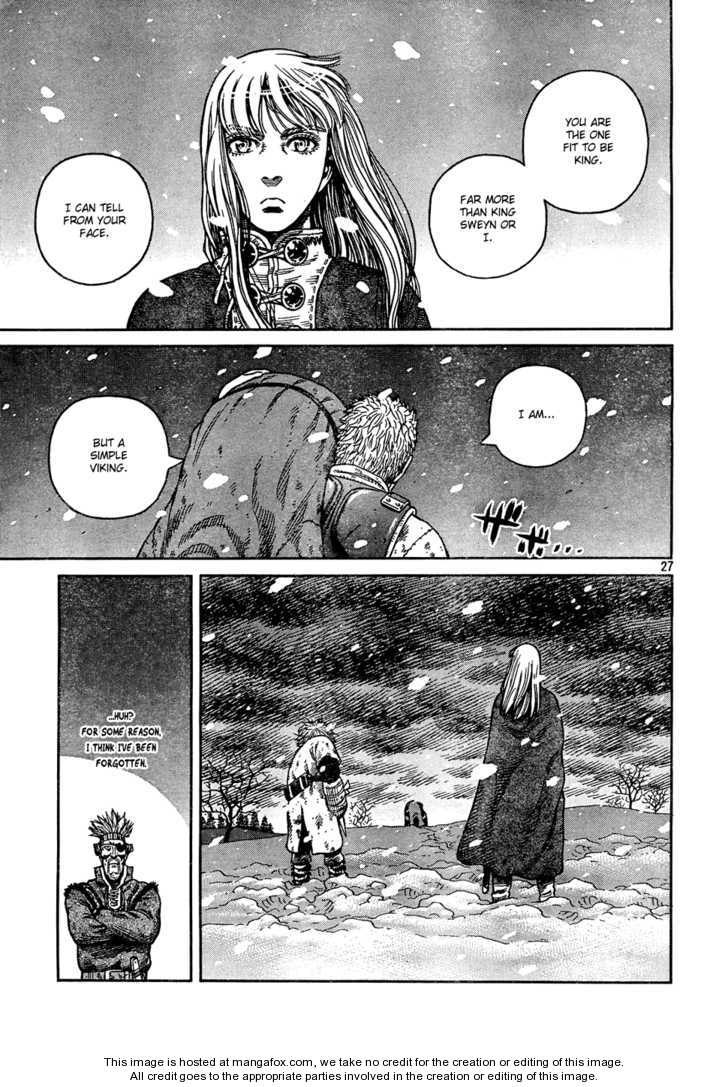 YOU ARE
THE ONE
FIT TO BE
KING.
FAR MORE
THAN KING
SWEYN OR
I.
I CAN TELL
FROM YOUR
FACE.
I AM...
ザザ...
BUT A
SIMPLE
VIKING.
27
...HUH?
FOR SOME REASON,
I THINK I'VE BEEN
FORGOTTEN.
This image is hosted at mangafox.com, we take no credit for the creation or editing of this image.
All credit goes to the appropriate parties involved in the creation or editing of this image.